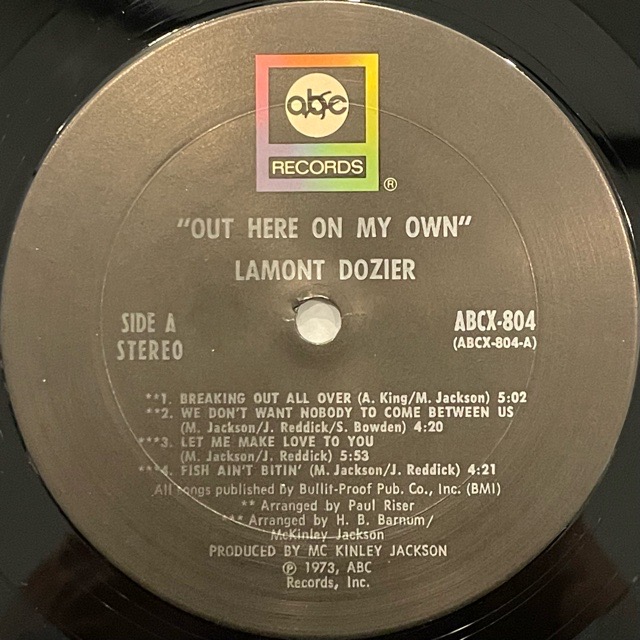 abc
RECORDS
®
"OUT HERE ON MY OWN"
LAMONT DOZIER
SIDE A
STEREO
ABCX-804
(ABCX-804-A)
**1. BREAKING OUT ALL OVER (A. King/M. Jackson) 5:02
**2. WE DON'T WANT NOBODY TO COME BETWEEN US
(M. Jackson/J. Reddick/S. Bowden) 4:20
***3. LET ME MAKE LOVE TO YOU
(M. Jackson/J. Reddick) 5:53
***4. FISH AIN'T BITIN' (M. Jackson/J. Reddick) 4:21
All songs published by Bullit-Proof Pub. Co., Inc. (BMI)
** Arranged by Paul Riser
*** Arranged by H. B. Barnum/
McKinley Jackson
PRODUCED BY MC KINLEY JACKSON
℗ 1973, ABC
Records, Inc.